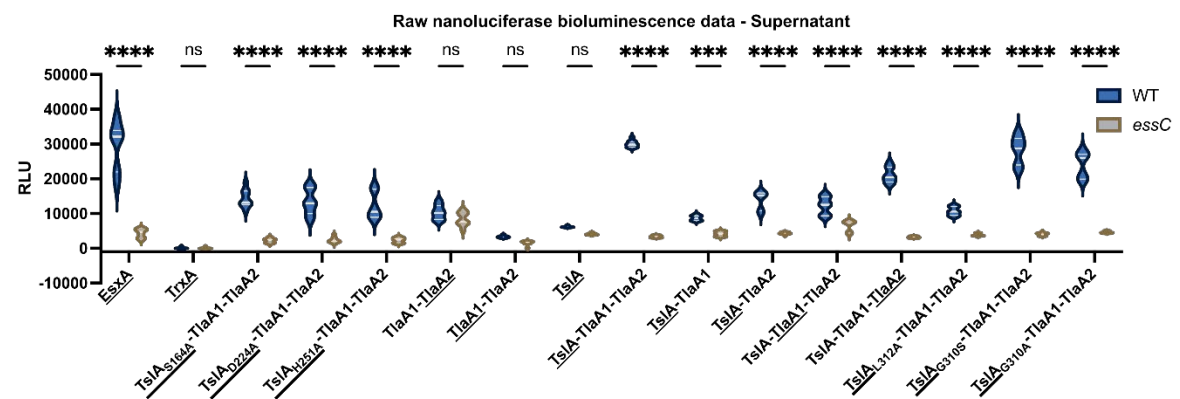 Raw nanoluciferase bioluminescence data - Supernatant
**** ns **** **** **** ns ns ns **** *** **** **** **** **** **** ****
50000
40000
30000
20000
10000
0
-10000
RLU
WT
essC
EsxA
TrxA
TslAS164A-TlaA1-TlaA2
TslAD224A-TlaA1-TlaA2
TslAH251A-TlaA1-TlaA2
TlaA1-TlaA2
TlaA1-TlaA2
TslA
TslA-TlaA1-TlaA2
TslA-TlaA1
TslA-TlaA2
TslA-TlaA1-TlaA2
TslA-TlaA1-TlaA2
TslAL312A-TlaA1-TlaA2
TslAG310S-TlaA1-TlaA2
TslAG310A-TlaA1-TlaA2